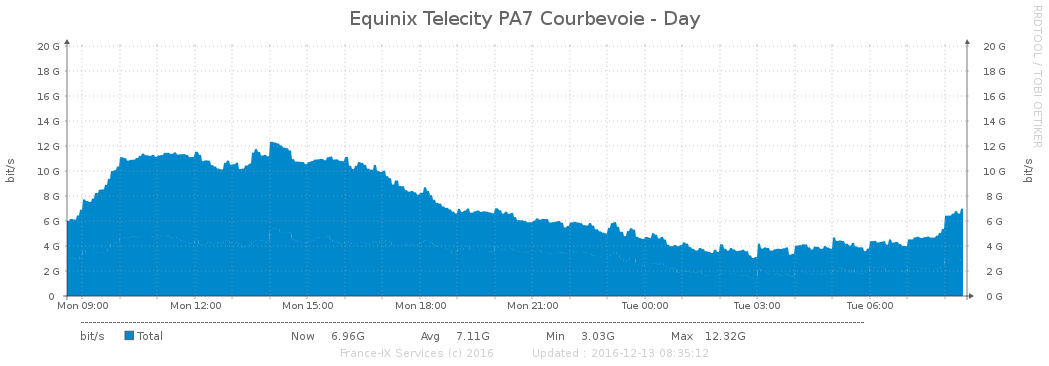 Equinix Telecity PA7 Courbevoie - Day
RRDTOOL / TOBI OETIKER
20 G 20 G
18 G 18 G
16 G 16 G
14 G 14 G
12 G 12 G
10 G 10 G
8 G 8 G
6 G 6 G
4 G 4 G
2 G 2 G
0 0 G
bit/s bit/s
Mon 09:00 Mon 12:00 Mon 15:00 Mon 18:00 Mon 21:00 Tue 00:00 Tue 03:00 Tue 06:00
bit/s Total Now 6.96G Avg 7.11G Min 3.03G Max 12.32G
France-IX Services (c) 2016 Updated : 2016-12-13 08:35:12